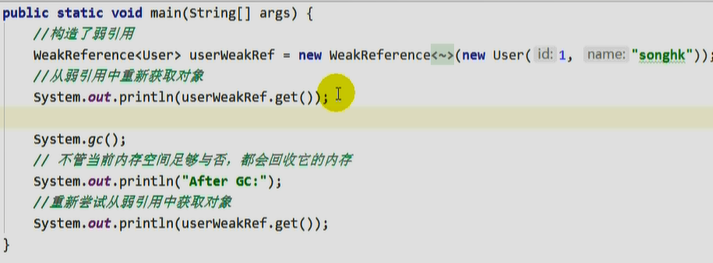 public static void main(String[] args) {
//构造了弱引用
WeakReference<User> userWeakRef = new WeakReference<~>(new User( id: 1, name: "songhk"));
//从弱引用中重新获取对象
System.out.println(userWeakRef.get());
System.gc();
// 不管当前内存空间足够与否，都会回收它的内存
System.out.println("After GC:");
//重新尝试从弱引用中获取对象
System.out.println(userWeakRef.get());
}